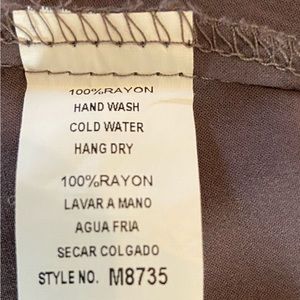 100%RAYON
HAND WASH
COLD WATER
HANG DRY
100%RAYON
LAVAR A MANO
AGUA FRIA
SECAR COLGADO
STYLE NO. M8735